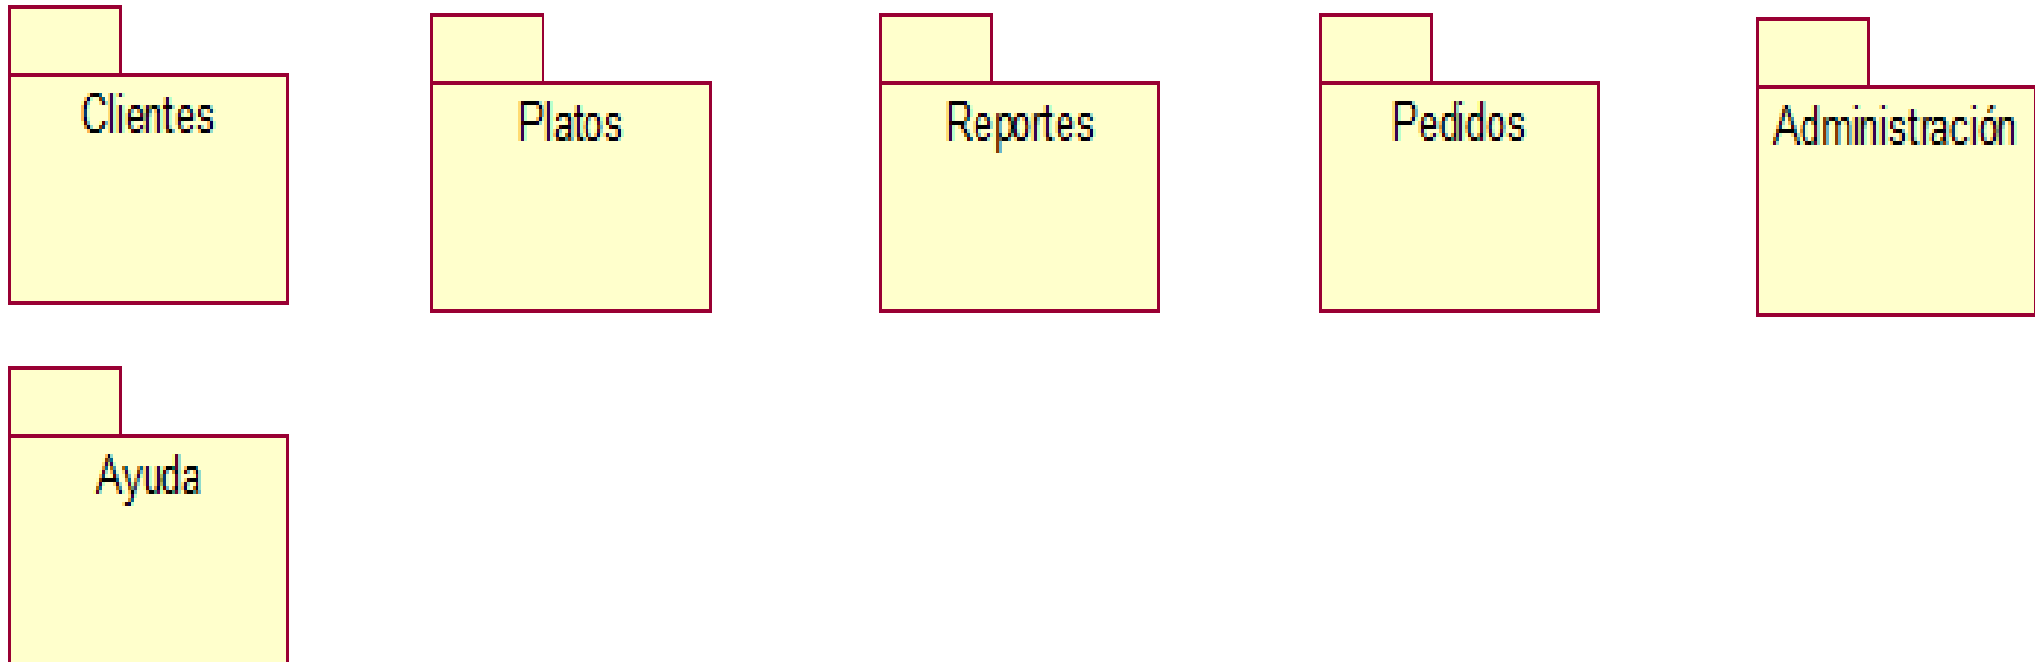 Clientes
Platos
Reportes
Pedidos
Administración
Ayuda